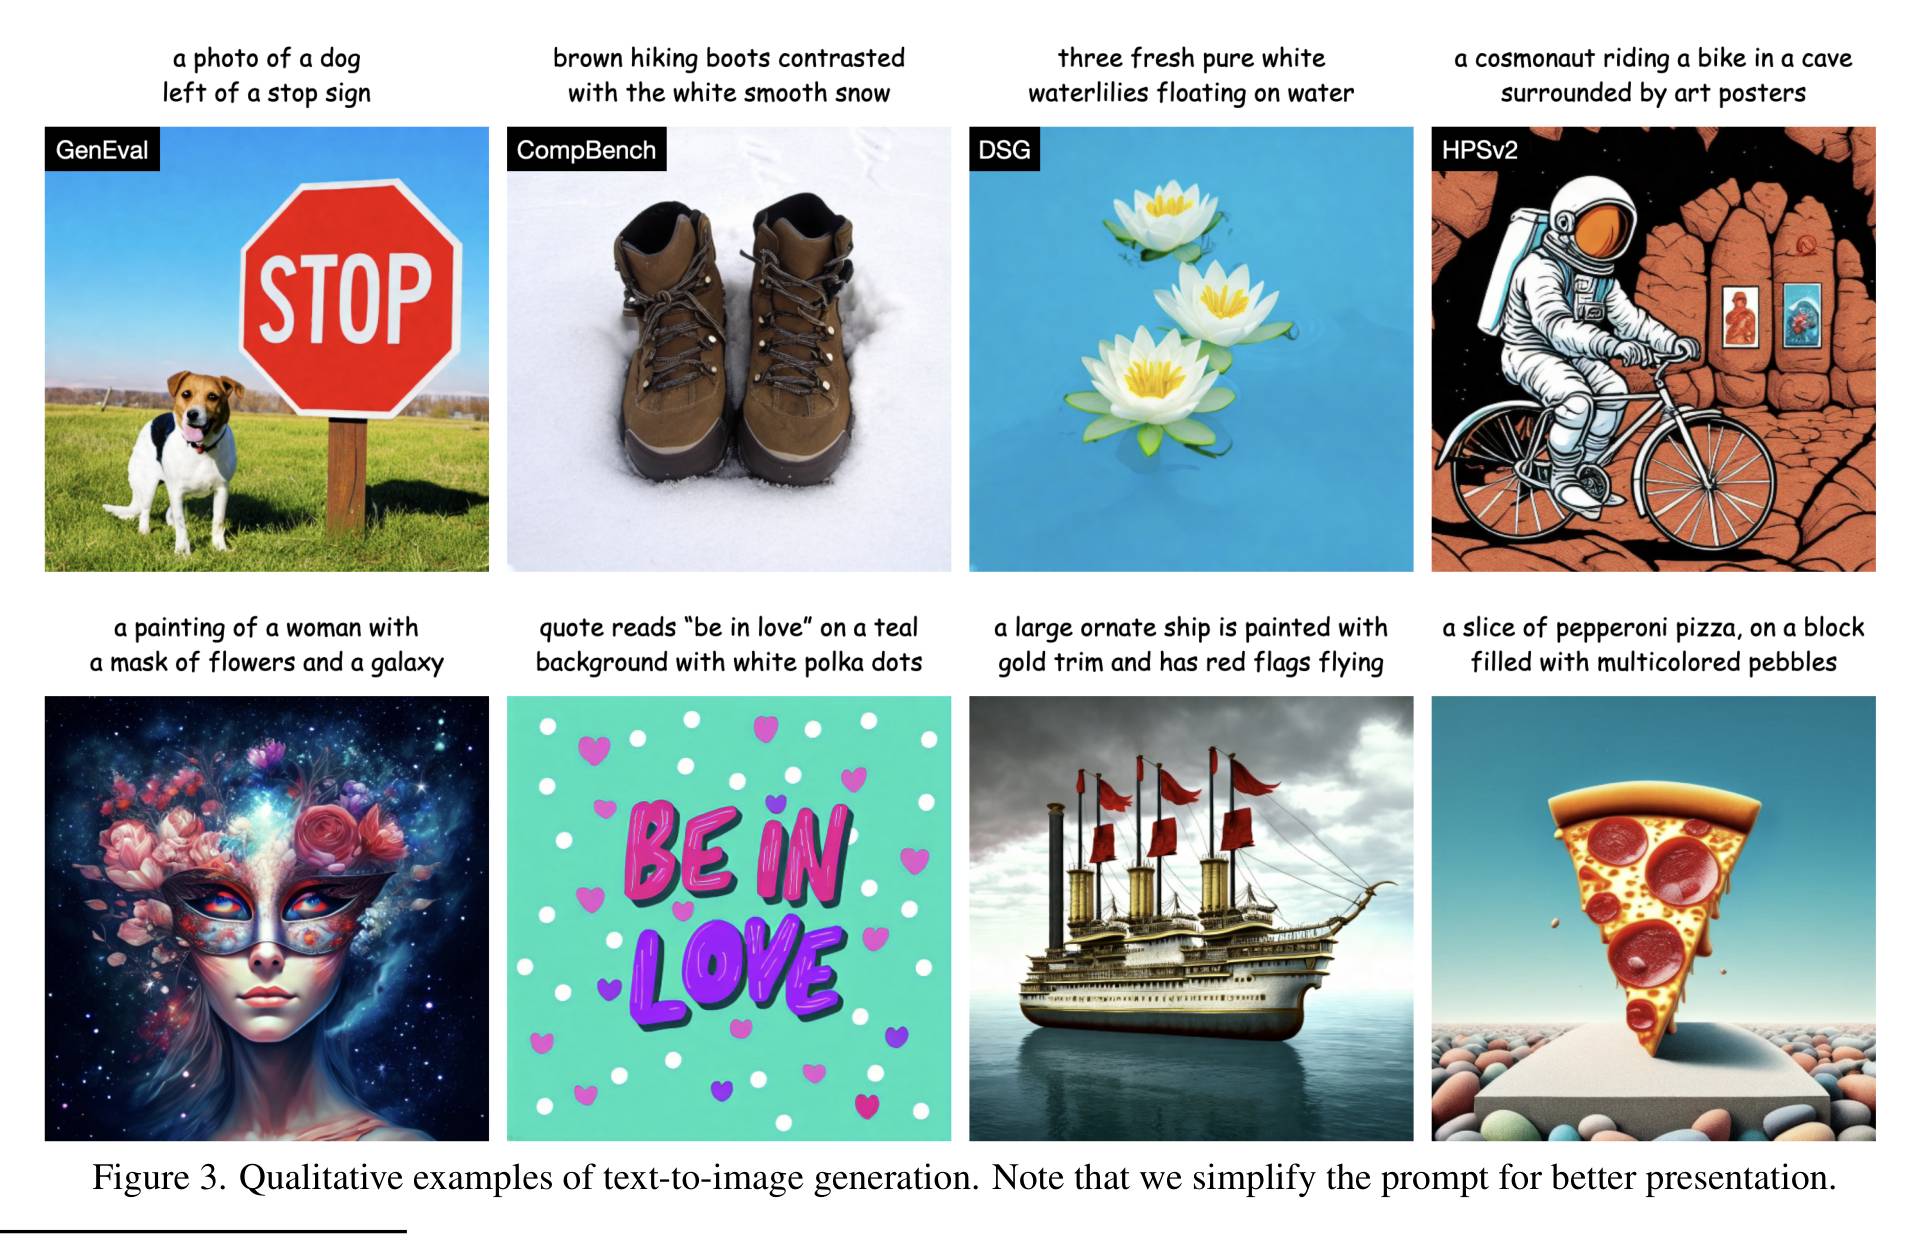 a photo of a dog
left of a stop sign
brown hiking boots contrasted
with the white smooth snow
three fresh pure white
waterlilies floating on water
a cosmonaut riding a bike in a cave
surrounded by art posters
GenEval
STOP
CompBench
DSG
HPSv2
a painting of a woman with
a mask of flowers and a galaxy
quote reads “be in love” on a teal
background with white polka dots
a large ornate ship is painted with
gold trim and has red flags flying
a slice of pepperoni pizza, on a block
filled with multicolored pebbles
BE iN
LOVE
Figure 3. Qualitative examples of text-to-image generation. Note that we simplify the prompt for better presentation.